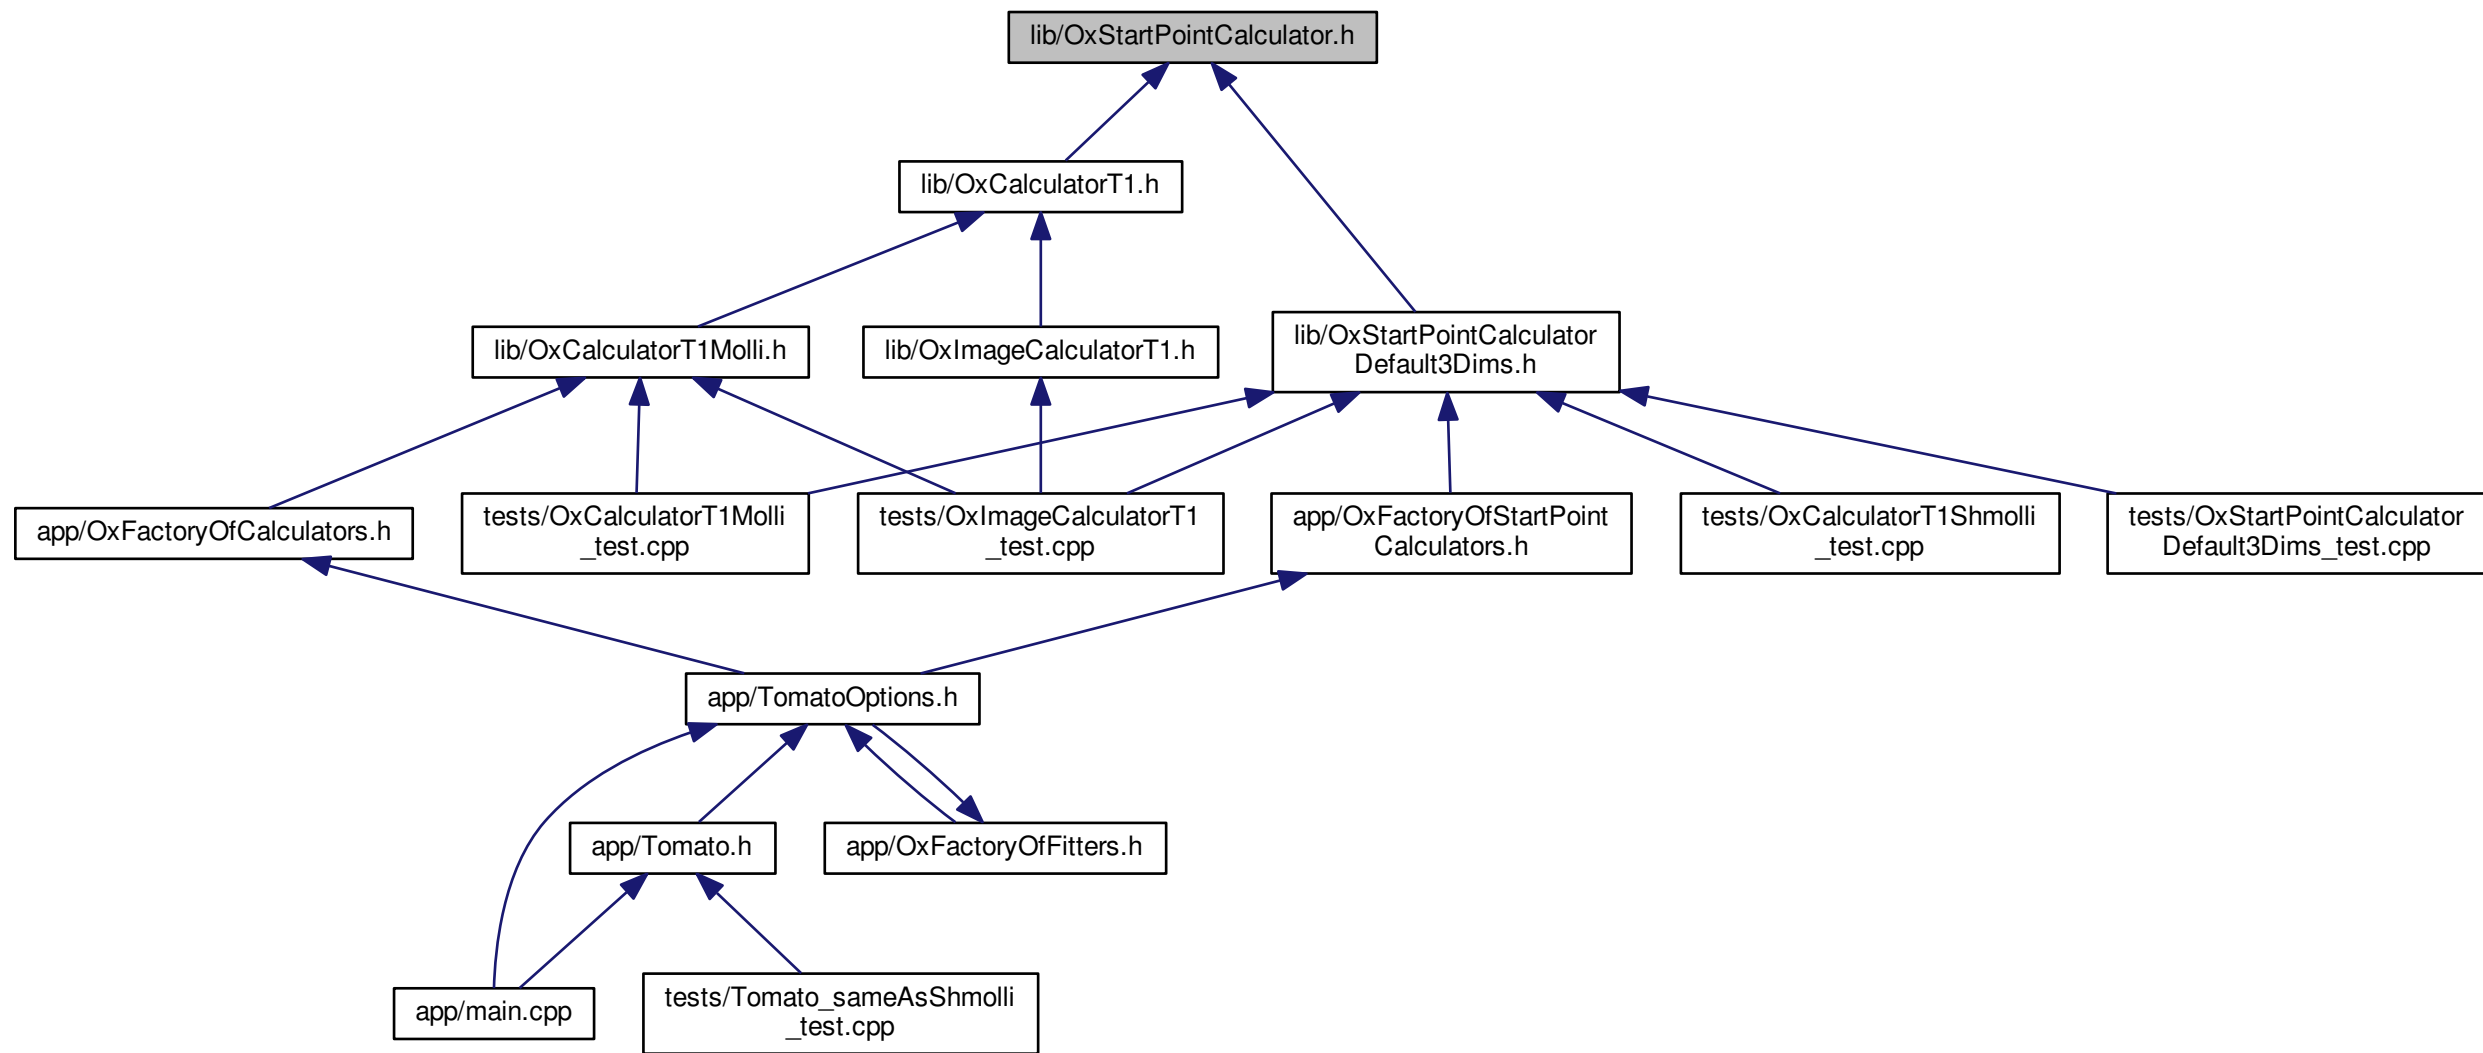 lib/OxStartPointCalculator.h
lib/OxCalculatorT1.h
lib/OxCalculatorT1Molli.h
lib/OxImageCalculatorT1.h
lib/OxStartPointCalculator
Default3Dims.h
app/OxFactoryOfCalculators.h
tests/OxCalculatorT1Molli
_test.cpp
tests/OxImageCalculatorT1
_test.cpp
app/OxFactoryOfStartPoint
Calculators.h
tests/OxCalculatorT1Shmolli
_test.cpp
tests/OxStartPointCalculator
Default3Dims_test.cpp
app/TomatoOptions.h
app/Tomato.h
app/OxFactoryOfFitters.h
app/main.cpp
tests/Tomato_sameAsShmolli
_test.cpp